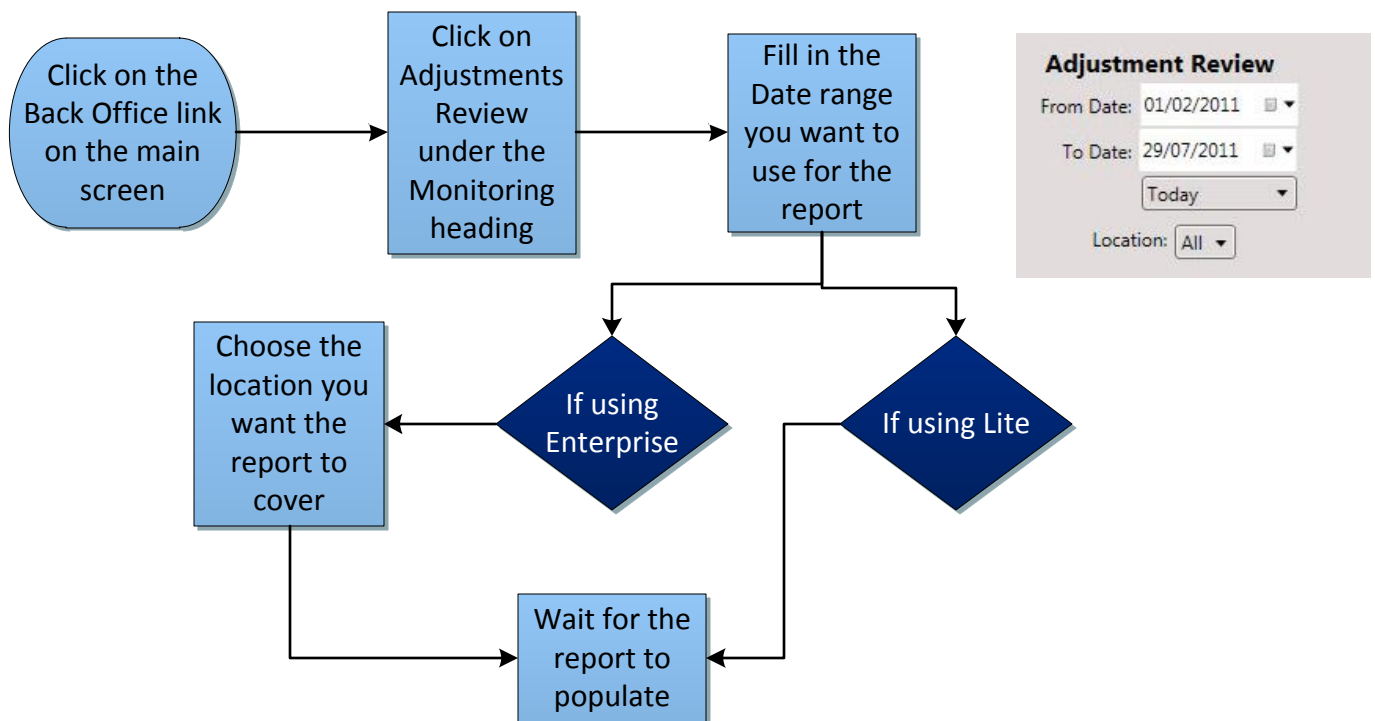 Click on the
Back Office link
on the main
screen
Click on
Adjustments
Review
under the
Monitoring
heading
Fill in the
Date range
you want to
use for the
report
Adjustment Review
From Date: 01/02/2011
To Date: 29/07/2011
Today
Location: All
Choose the
location you
want the
report to
cover
If using
Enterprise
If using Lite
Wait for the
report to
populate